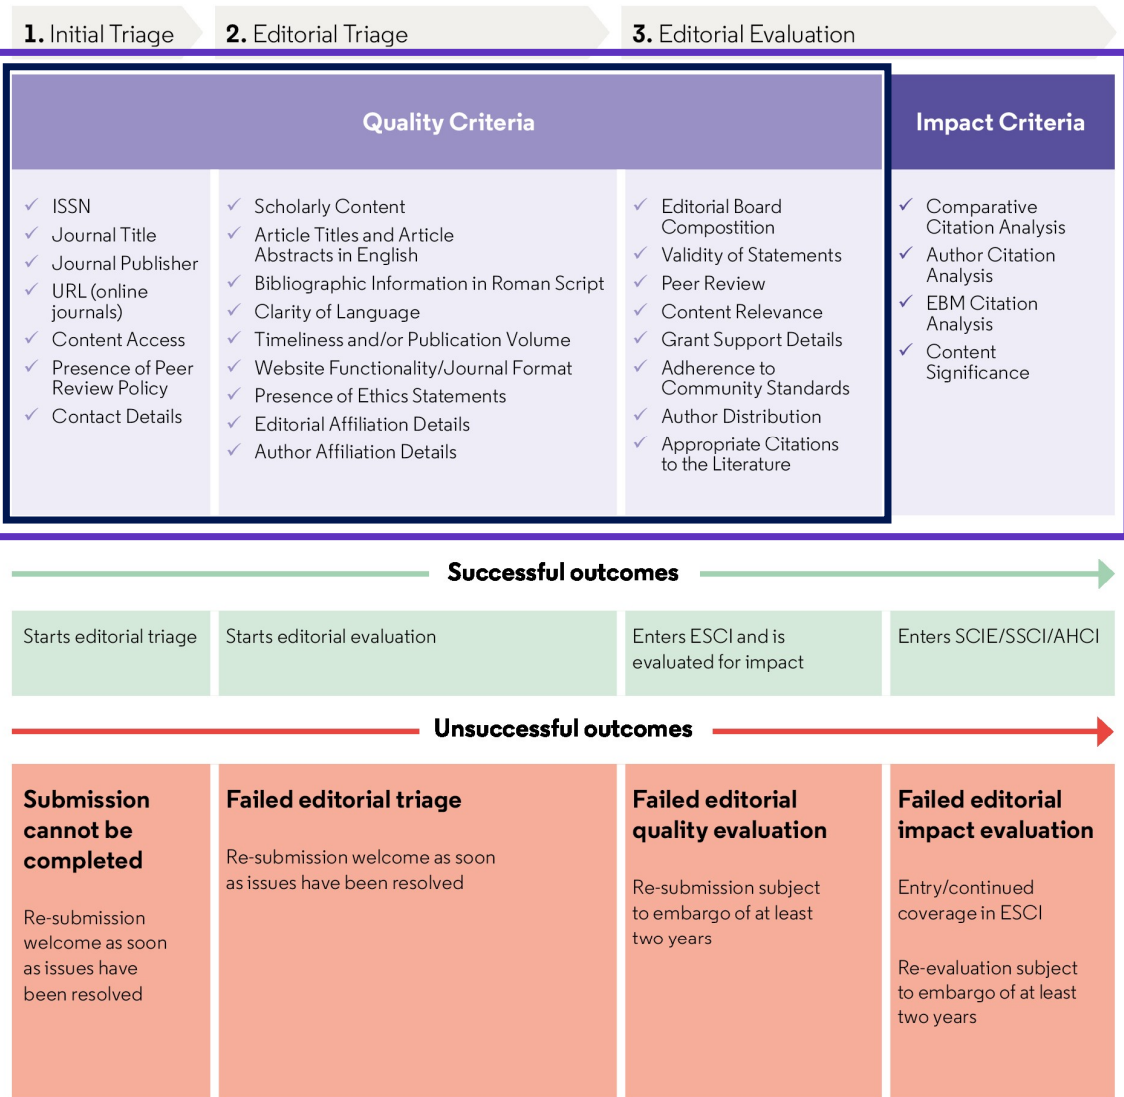 1. Initial Triage
2. Editorial Triage
3. Editorial Evaluation
Quality Criteria
Impact Criteria
ISSN
Journal Title
Journal Publisher
URL (online
journals)
Content Access
Presence of Peer
Review Policy
Contact Details
Scholarly Content
Article Titles and Article
Abstracts in English
Bibliographic Information in Roman Script
Clarity of Language
Timeliness and/or Publication Volume
Website Functionality/Journal Format
Presence of Ethics Statements
Editorial Affiliation Details
Author Affiliation Details
Editorial Board
Compostition
Validity of Statements
Peer Review
Content Relevance
Grant Support Details
Adherence to
Community Standards
Author Distribution
Appropriate Citations
to the Literature
Comparative
Citation Analysis
Author Citation
Analysis
EBM Citation
Analysis
Content
Significance
Successful outcomes
Starts editorial triage
Starts editorial evaluation
Enters ESCI and is
evaluated for impact
Enters SCIE/SSCI/AHCI
Unsuccessful outcomes
Submission
cannot be
completed
Re-submission
welcome as soon
as issues have
been resolved
Failed editorial triage
Re-submission welcome as soon
as issues have been resolved
Failed editorial
quality evaluation
Re-submission subject
to embargo of at least
two years
Failed editorial
impact evaluation
Entry/continued
coverage in ESCI
Re-evaluation subject
to embargo of at least
two years